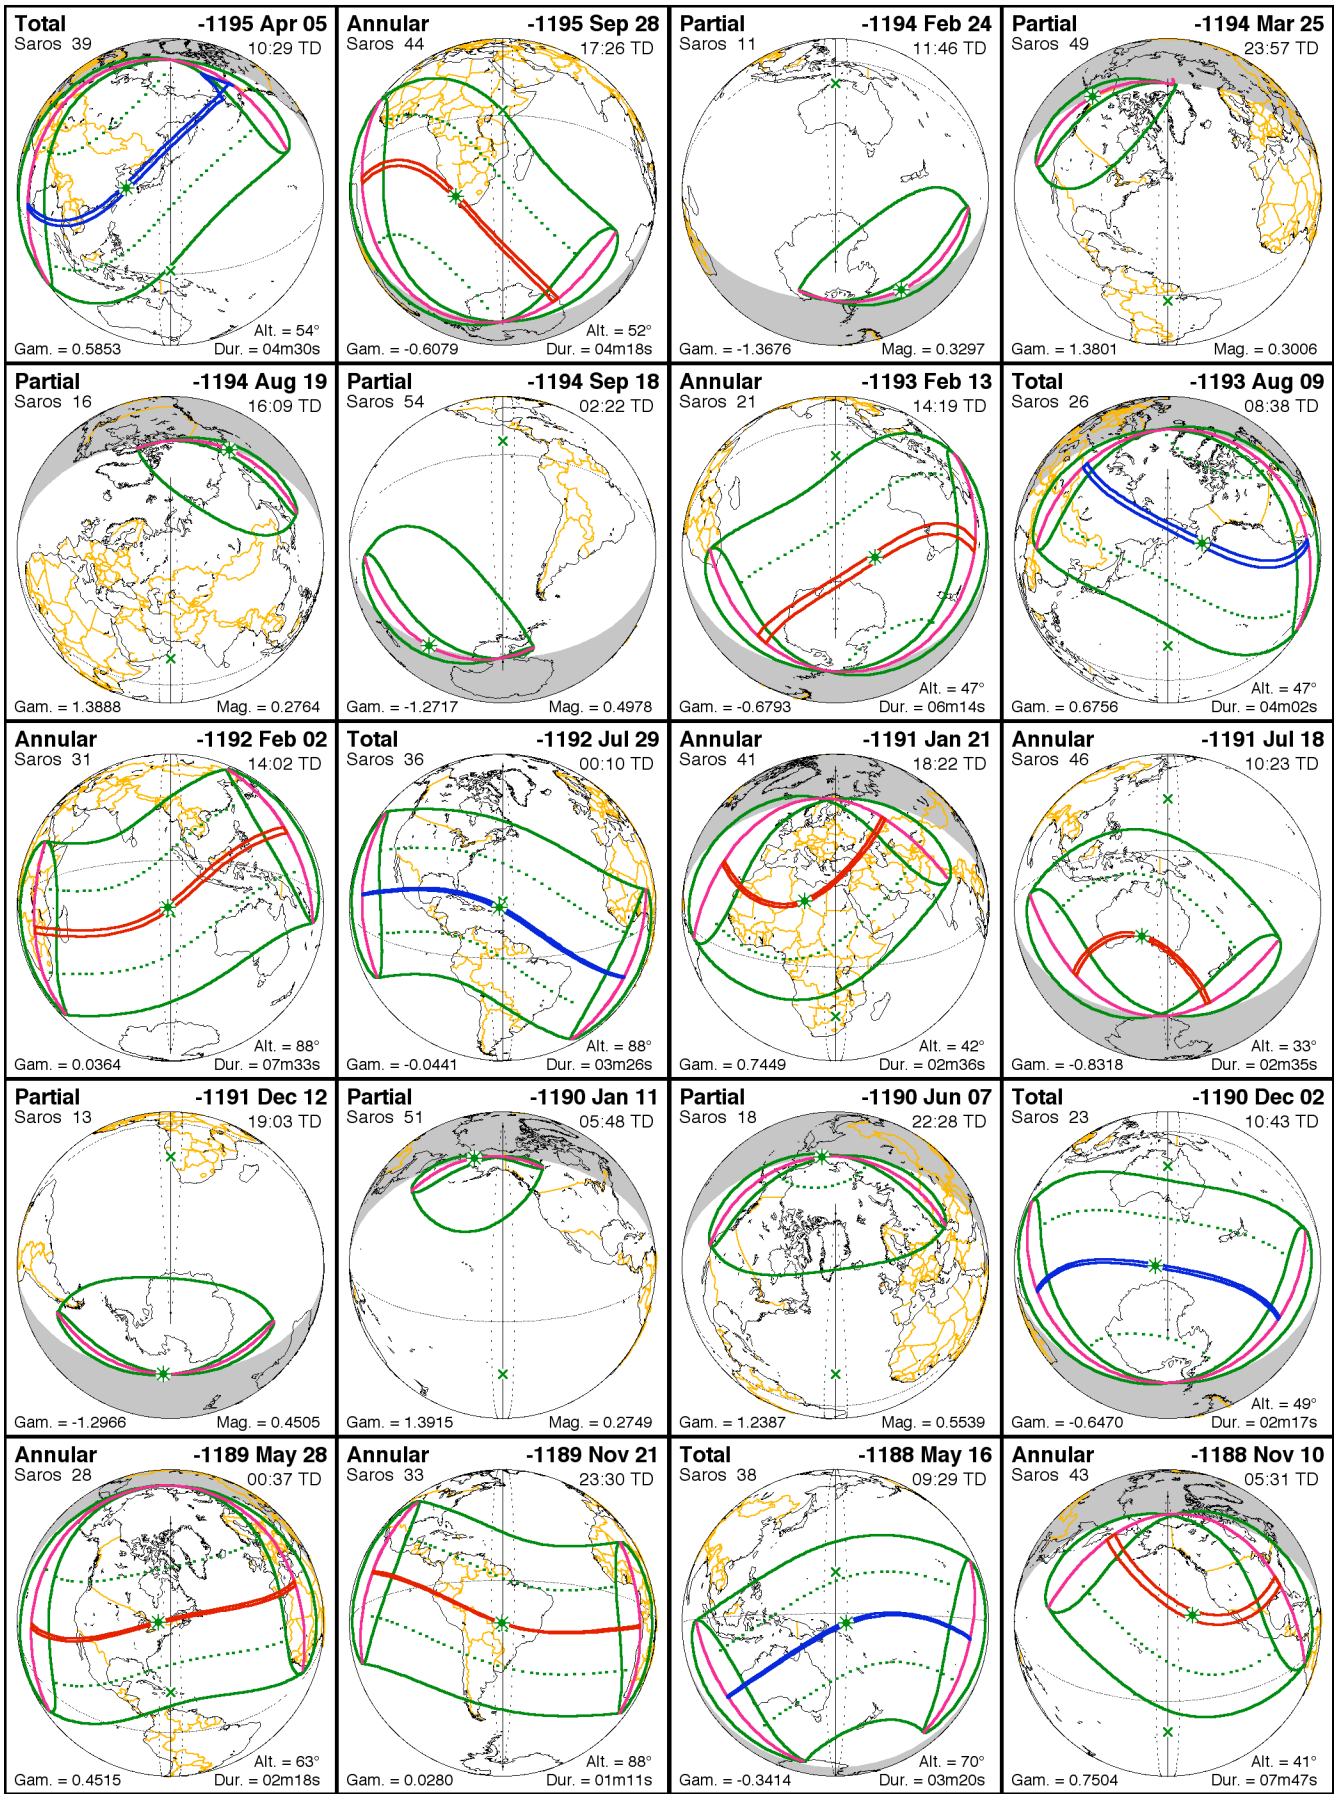 Total -1195 Apr 05
Saros 39 10:29 TD
Alt. = 54°
Gam. = 0.5853 Dur. = 04m30s
Annular -1195 Sep 28
Saros 44 17:26 TD
Alt. = 52°
Gam. = -0.6079 Dur. = 04m18s
Partial -1194 Feb 24
Saros 11 11:46 TD
Gam. = -1.3676 Mag. = 0.3297
Partial -1194 Mar 25
Saros 49 23:57 TD
Gam. = 1.3801 Mag. = 0.3006
Partial -1194 Aug 19
Saros 16 16:09 TD
Gam. = 1.3888 Mag. = 0.2764
Partial -1194 Sep 18
Saros 54 02:22 TD
Gam. = -1.2717 Mag. = 0.4978
Annular -1193 Feb 13
Saros 21 14:19 TD
Alt. = 47°
Gam. = -0.6793 Dur. = 06m14s
Total -1193 Aug 09
Saros 26 08:38 TD
Alt. = 47°
Gam. = 0.6756 Dur. = 04m02s
Annular -1192 Feb 02
Saros 31 14:02 TD
Alt. = 88°
Gam. = 0.0364 Dur. = 07m33s
Total -1192 Jul 29
Saros 36 00:10 TD
Alt. = 88°
Gam. = -0.0441 Dur. = 03m26s
Annular -1191 Jan 21
Saros 41 18:22 TD
Alt. = 42°
Gam. = 0.7449 Dur. = 02m36s
Annular -1191 Jul 18
Saros 46 10:23 TD
Alt. = 33°
Gam. = -0.8318 Dur. = 02m35s
Partial -1191 Dec 12
Saros 13 19:03 TD
Gam. = -1.2966 Mag. = 0.4505
Partial -1190 Jan 11
Saros 51 05:48 TD
Gam. = 1.3915 Mag. = 0.2749
Partial -1190 Jun 07
Saros 18 22:28 TD
Gam. = 1.2387 Mag. = 0.5539
Total -1190 Dec 02
Saros 23 10:43 TD
Alt. = 49°
Gam. = -0.6470 Dur. = 02m17s
Annular -1189 May 28
Saros 28 00:37 TD
Alt. = 63°
Gam. = 0.4515 Dur. = 02m18s
Annular -1189 Nov 21
Saros 33 23:30 TD
Alt. = 88°
Gam. = 0.0280 Dur. = 01m11s
Total -1188 May 16
Saros 38 09:29 TD
Alt. = 70°
Gam. = -0.3414 Dur. = 03m20s
Annular -1188 Nov 10
Saros 43 05:31 TD
Alt. = 41°
Gam. = 0.7504 Dur. = 07m47s